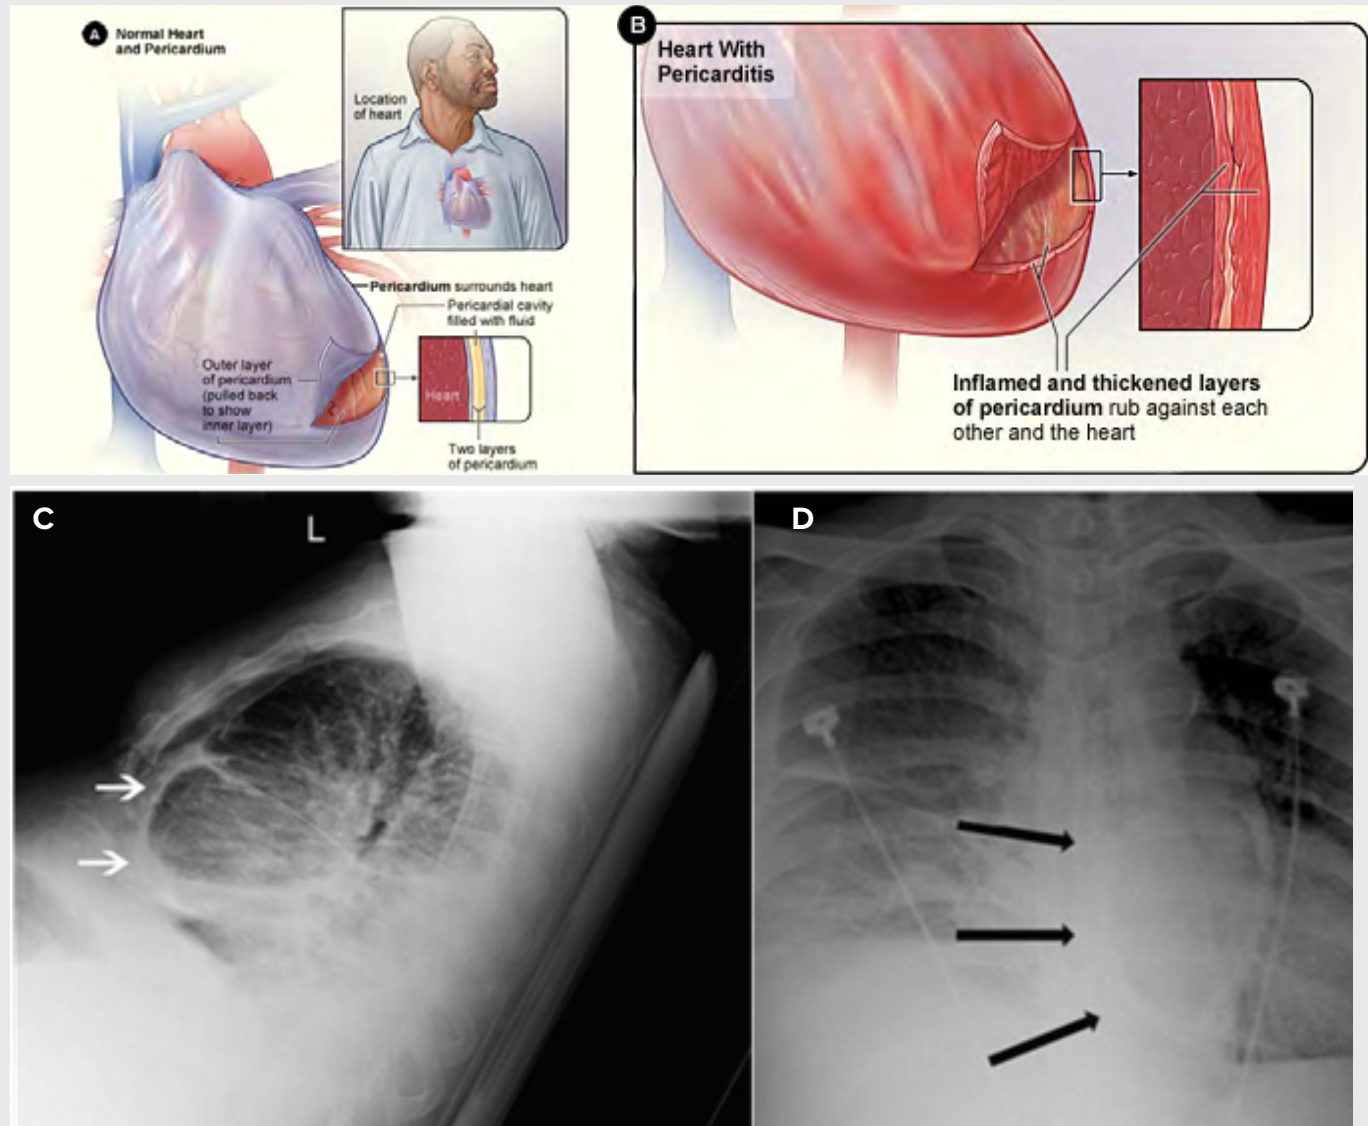 A
Normal Heart
and Pericardium
Location
of heart
Pericardium surrounds heart
Pericardial cavity
filled with fluid
Outer layer
of pericardium
(pulled back
to show
inner layer)
Heart
Two layers
of pericardium
B
Heart With
Pericarditis
Inflamed and thickened layers
of pericardium rub against each
other and the heart
C
L
D